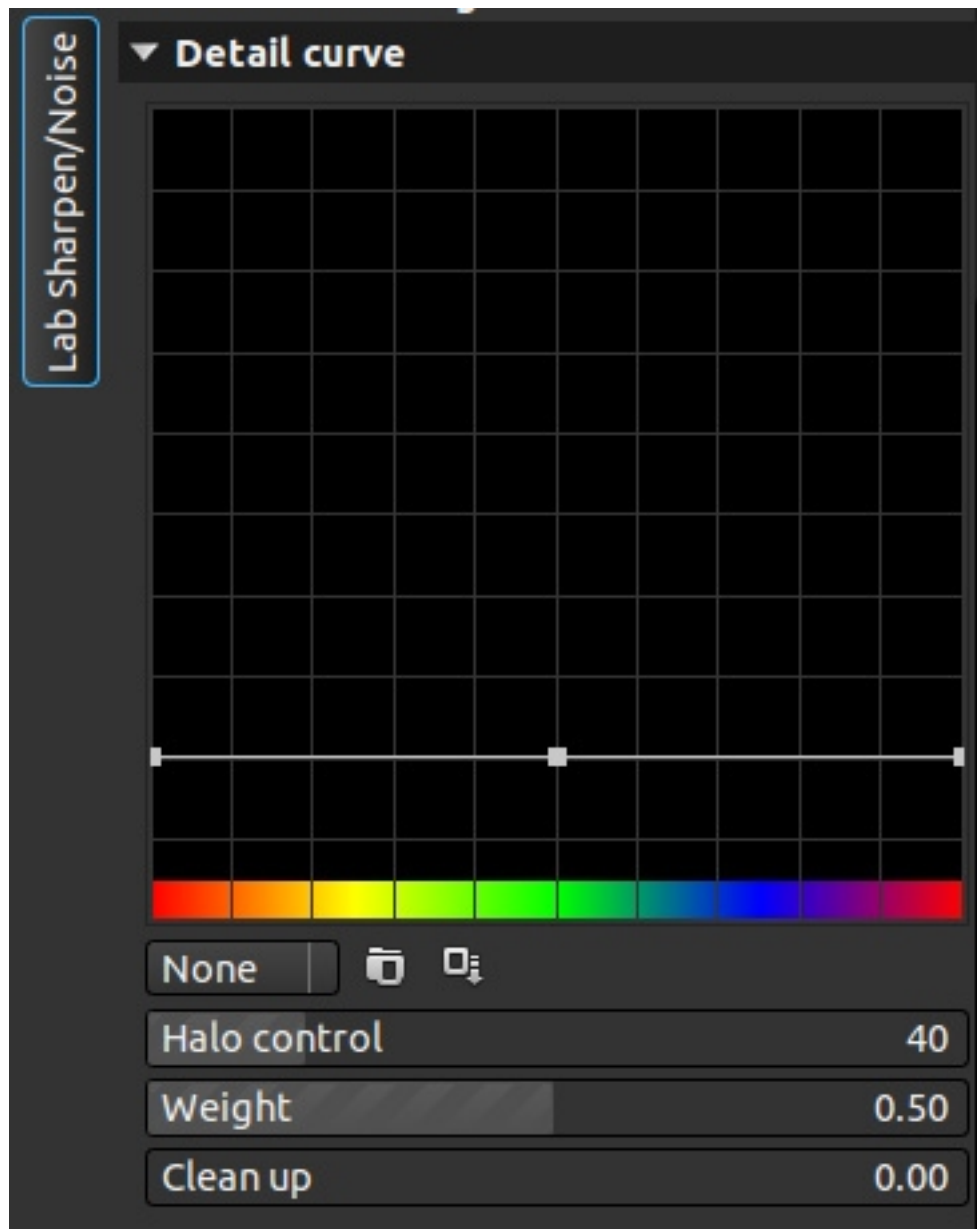 Lab Sharpen/Noise
Detail curve
None
Halo control 40
Weight 0.50
Clean up 0.00